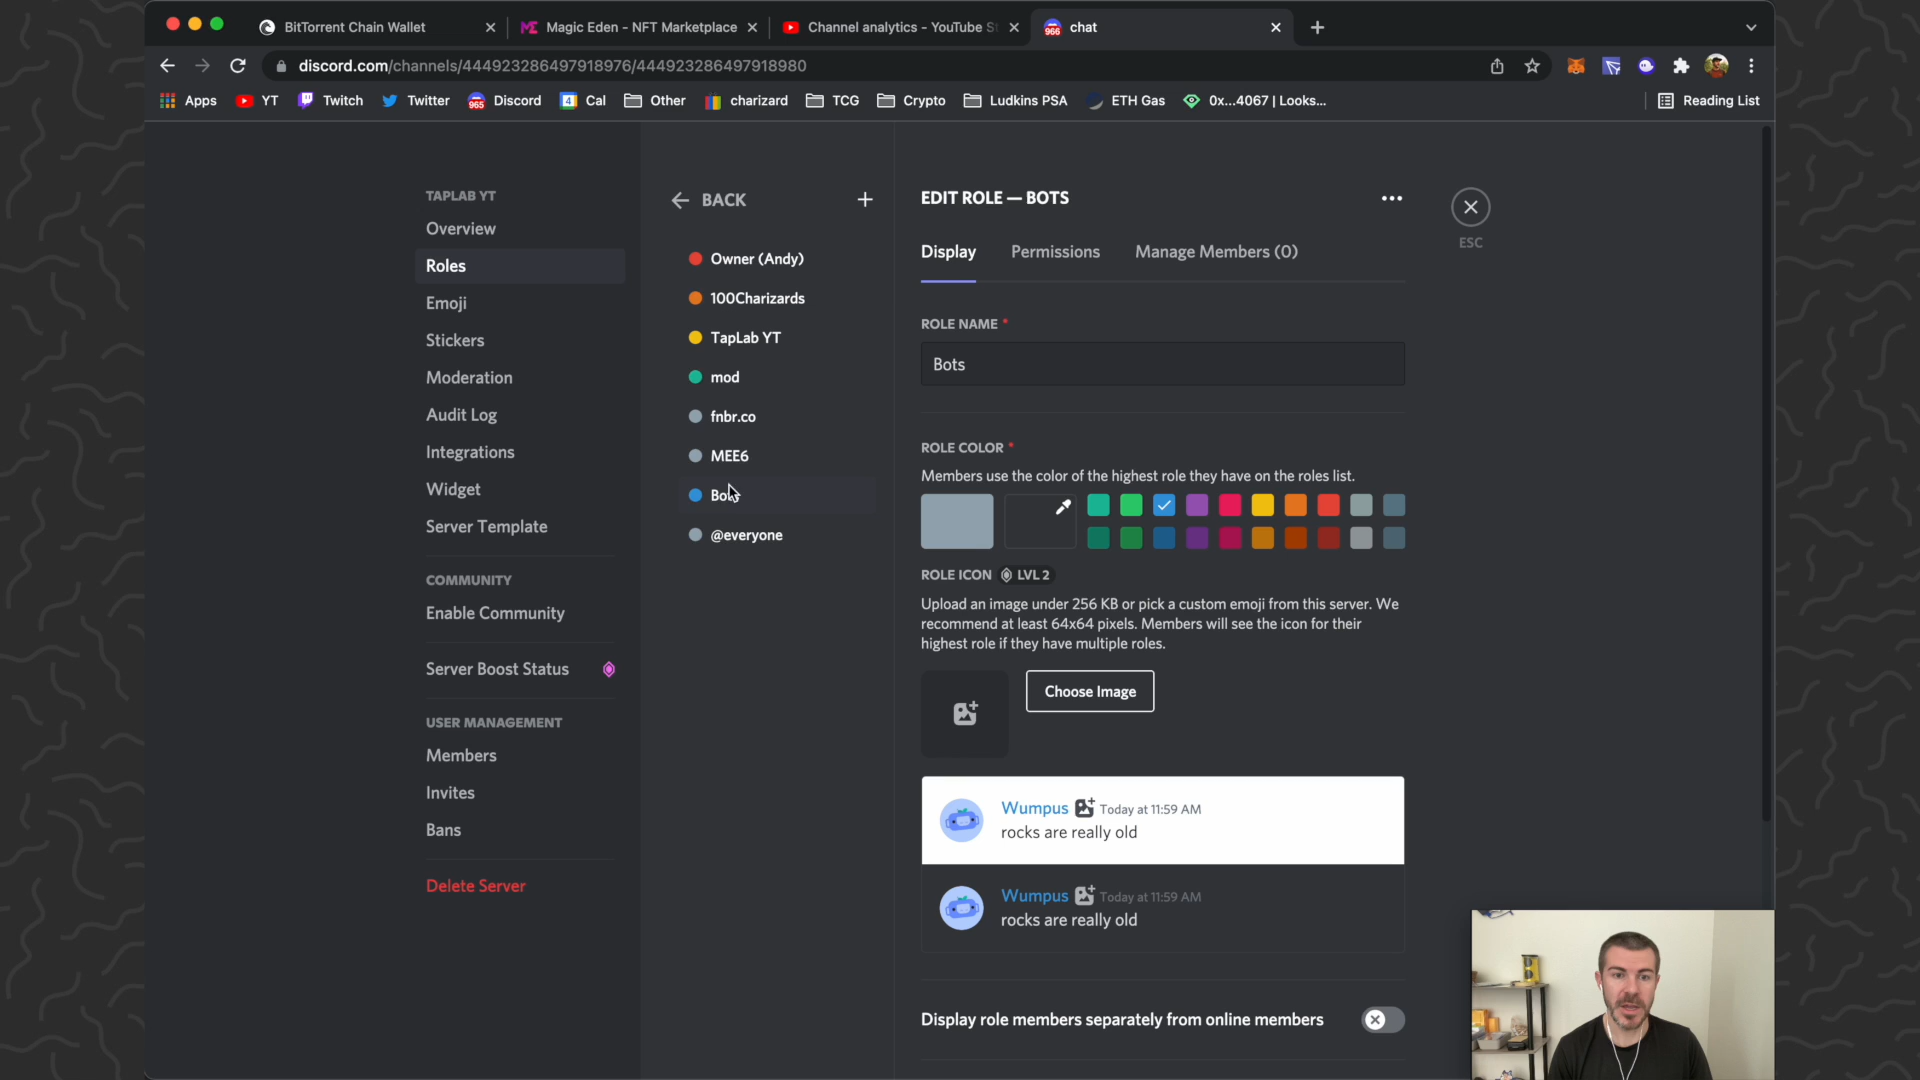 BitTorrent Chain Wallet
Magic Eden - NFT Marketplace
Channel analytics - YouTube St
966
chat
discord.com/channels/444923286497918976/444923286497918980
Apps
YT
Twitch
Twitter
965
Discord
4
Cal
Other
charizard
TCG
Crypto
Ludkins PSA
ETH Gas
0x...4067 | Looks...
Reading List
TAPLAB YT
Overview
Roles
Emoji
Stickers
Moderation
Audit Log
Integrations
Widget
Server Template
COMMUNITY
Enable Community
Server Boost Status
USER MANAGEMENT
Members
Invites
Bans
Delete Server
BACK
Owner (Andy)
100Charizards
TapLab YT
mod
fnbr.co
MEE6
Bots
@everyone
EDIT ROLE — BOTS
ESC
Display
Permissions
Manage Members (0)
ROLE NAME *
Bots
ROLE COLOR *
Members use the color of the highest role they have on the roles list.
ROLE ICON LVL 2
Upload an image under 256 KB or pick a custom emoji from this server. We
recommend at least 64x64 pixels. Members will see the icon for their
highest role if they have multiple roles.
Choose Image
Wumpus Today at 11:59 AM
rocks are really old
Wumpus Today at 11:59 AM
rocks are really old
Display role members separately from online members